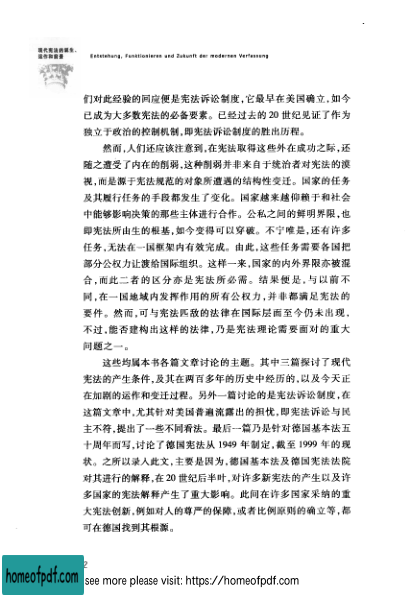 现代宪法的诞生、
运作和前景
Entstehung, Funktionieren und Zukunft der modernen Verfassung
们对此经验的回应便是宪法诉讼制度,它最早在美国确立,如今
已成为大多数宪法的必备要素。已经过去的 20 世纪见证了作为
独立于政治的控制机制,即宪法诉讼制度的胜出历程。
然而,人们还应该注意到,在宪法取得这些外在成功之际,还
随之遭受了内在的削弱,这种削弱并非来自于统治者对宪法的漠
视,而是源于宪法规范的对象所遭遇的结构性变迁。国家的任务
及其履行任务的手段都发生了变化。国家越来越仰赖于和社会
中能够影响决策的那些主体进行合作。公私之间的鲜明界限,也
即宪法所由生的根基,如今变得可以穿破。不宁唯是,还有许多
任务,无法在一国框架内有效完成。由此,这些任务需要各国把
部分公权力让渡给国际组织。这样一来,国家的内外界限亦被混
合,而此二者的区分亦是宪法所必需。结果便是,与以前不
同,在一国地域内发挥作用的所有公权力,并非都满足宪法的
要件。然而,可与宪法匹敌的法律在国际层面至今仍未出现,
不过,能否建构出这样的法律,乃是宪法理论需要面对的重大
问题之一。
这些均属本书各篇文章讨论的主题。其中三篇探讨了现代
宪法的产生条件,及其在两百多年的历史中经历的,以及今天正
在加剧的运作和变迁过程。另外一篇讨论的是宪法诉讼制度,在
这篇文章中,尤其针对美国普遍流露出的担忧,即宪法诉讼与民
主不符,提出了一些不同看法。最后一篇乃是针对德国基本法五
十周年而写,讨论了德国宪法从 1949 年制定,截至 1999 年的现
状。之所以录入此文,主要是因为,德国基本法及德国宪法法院
对其进行的解释,在 20 世纪后半叶,对许多新宪法的产生以及许
多国家的宪法解释产生了重大影响。此间在许多国家采纳的重
大宪法创新,例如对人的尊严的保障,或者比例原则的确立等,都
可在德国找到其根源。
2
homeofpdf.com
see more please visit: https://homeofpdf.com